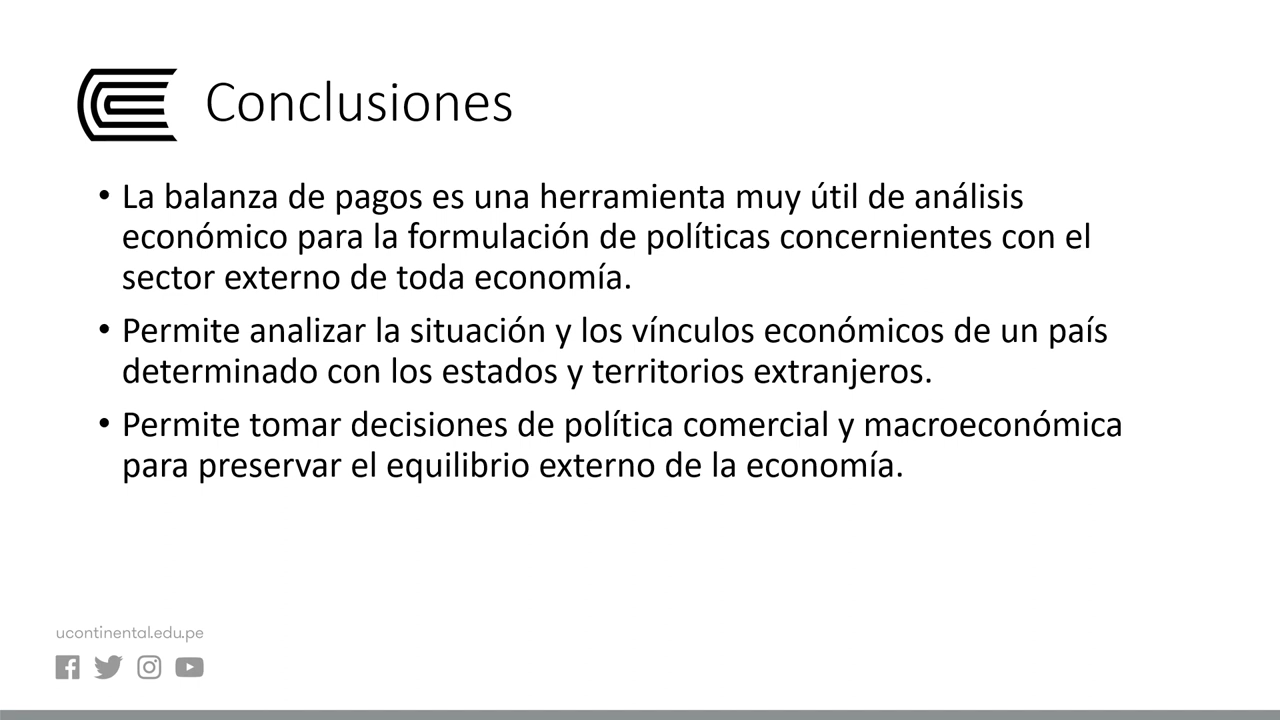 Conclusiones
• La balanza de pagos es una herramienta muy útil de análisis
económico para la formulación de políticas concernientes con el
sector externo de toda economía.
• Permite analizar la situación y los vínculos económicos de un país
determinado con los estados y territorios extranjeros.
• Permite tomar decisiones de política comercial y macroeconómica
para preservar el equilibrio externo de la economía.
ucontinental.edu.pe